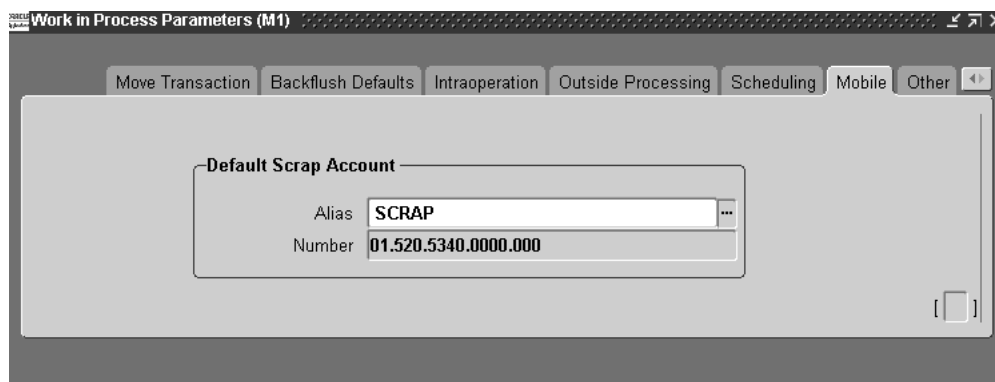 Work in Process Parameters (M1)
Move Transaction Backflush Defaults Intraoperation Outside Processing Scheduling Mobile Other
Default Scrap Account
Alias SCRAP ...
Number 01.520.5340.0000.000
[ ]